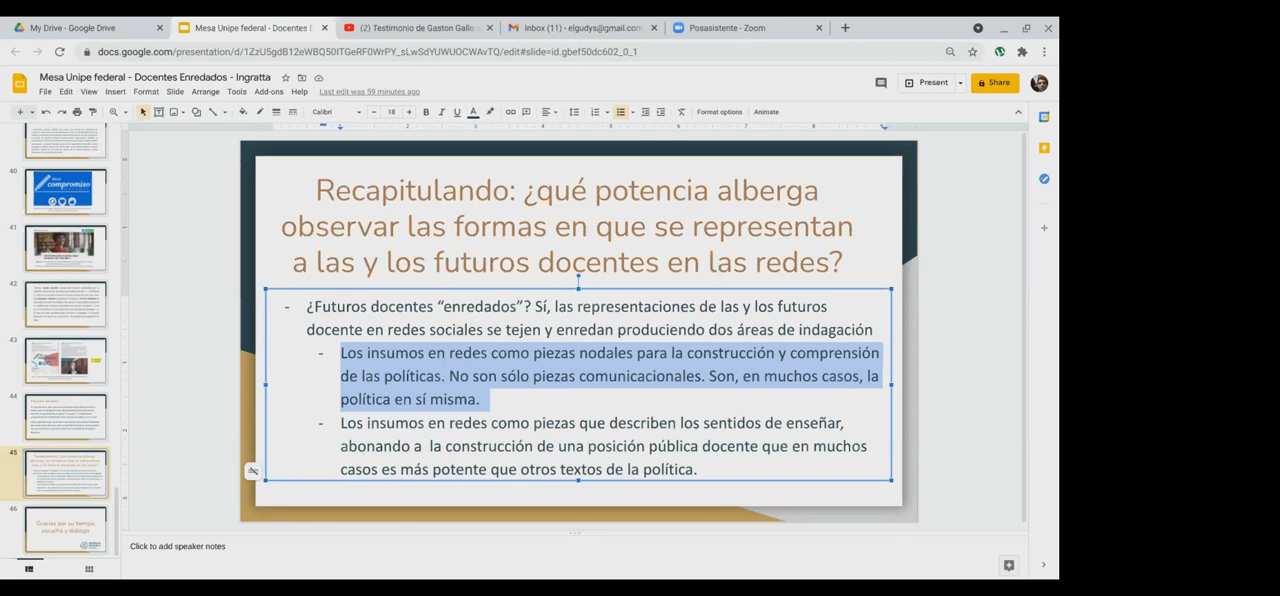 My Drive - Google Drive
Mesa Unipe federal - Docentes E
(2) Testimonio de Gaston Gallo
Inbox (11) - elgudys@gmail.com
Posasistente - Zoom
docs.google.com/presentation/d/1ZzU5gdB12eWBQ50ITGeRF0WrPY_sLwSdYUWUOCWAvTQ/edit#slide=id.gbef50dc602_0_1
Mesa Unipe federal - Docentes Enredados - Ingratta
File Edit View Insert Format Slide Arrange Tools Add-ons Help Last edit was 59 minutes ago
Present
Share
Calibri
18
Format options
Animate
Recapitulando: ¿qué potencia alberga
observar las formas en que se representan
a las y los futuros docentes en las redes?
- ¿Futuros docentes “enredados”? Sí, las representaciones de las y los futuros
docente en redes sociales se tejen y enredan produciendo dos áreas de indagación
- Los insumos en redes como piezas nodales para la construcción y comprensión
de las políticas. No son sólo piezas comunicacionales. Son, en muchos casos, la
política en sí misma.
- Los insumos en redes como piezas que describen los sentidos de enseñar,
abonando a la construcción de una posición pública docente que en muchos
casos es más potente que otros textos de la política.
40
compromiso
41
42
43
44
45
46
Gracias por su tiempo,
escucha y diálogo
Click to add speaker notes